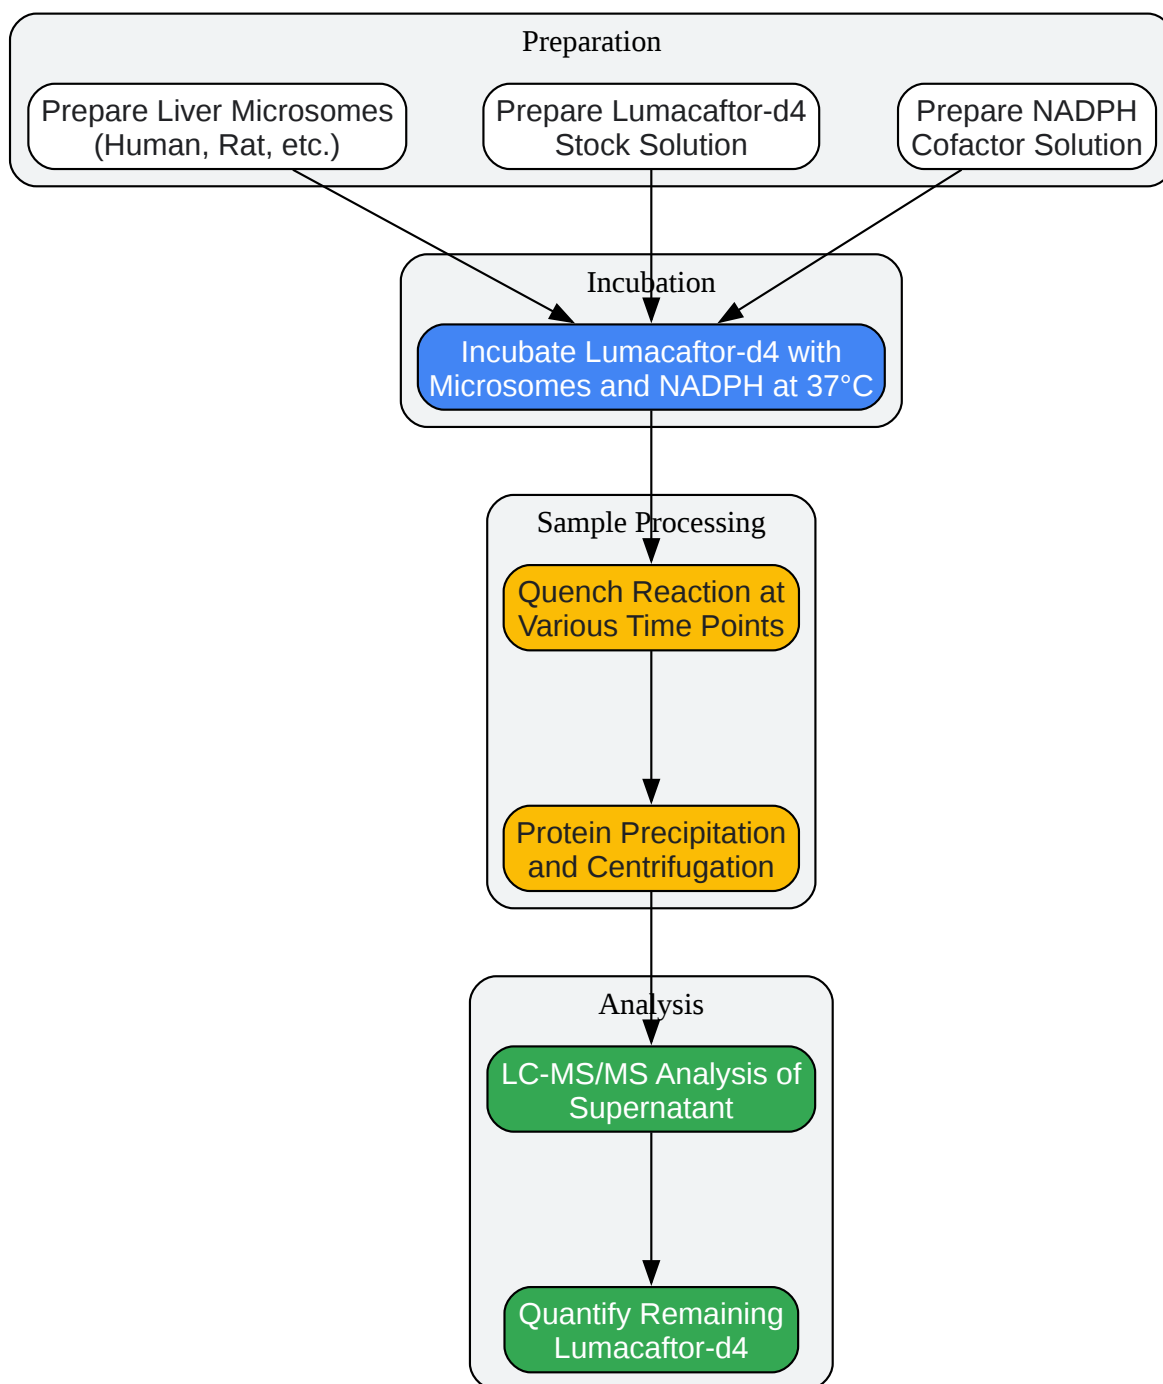 Preparation
Prepare Liver Microsomes
(Human, Rat, etc.)
Prepare Lumacaftor-d4
Stock Solution
Prepare NADPH
Cofactor Solution
Incubation
Incubate Lumacaftor-d4 with
Microsomes and NADPH at 37°C
Sample Processing
Quench Reaction at
Various Time Points
Protein Precipitation
and Centrifugation
Analysis
LC-MS/MS Analysis of
Supernatant
Quantify Remaining
Lumacaftor-d4